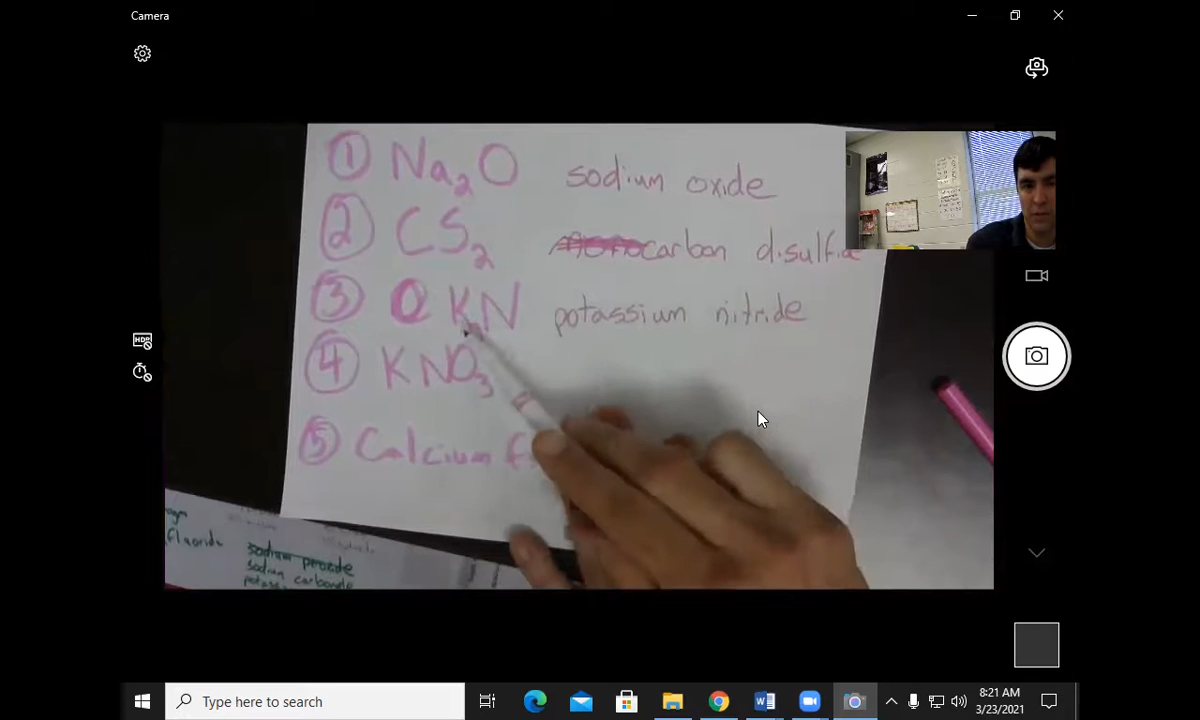 Camera
① Na₂O sodium oxide
② CS₂ carbon disulfide
③ KN potassium nitride
④ KNO₃
⑤ Calcium
fluoride
sodium peroxide
sodium carbonate
Type here to search
8:21 AM
3/23/2021